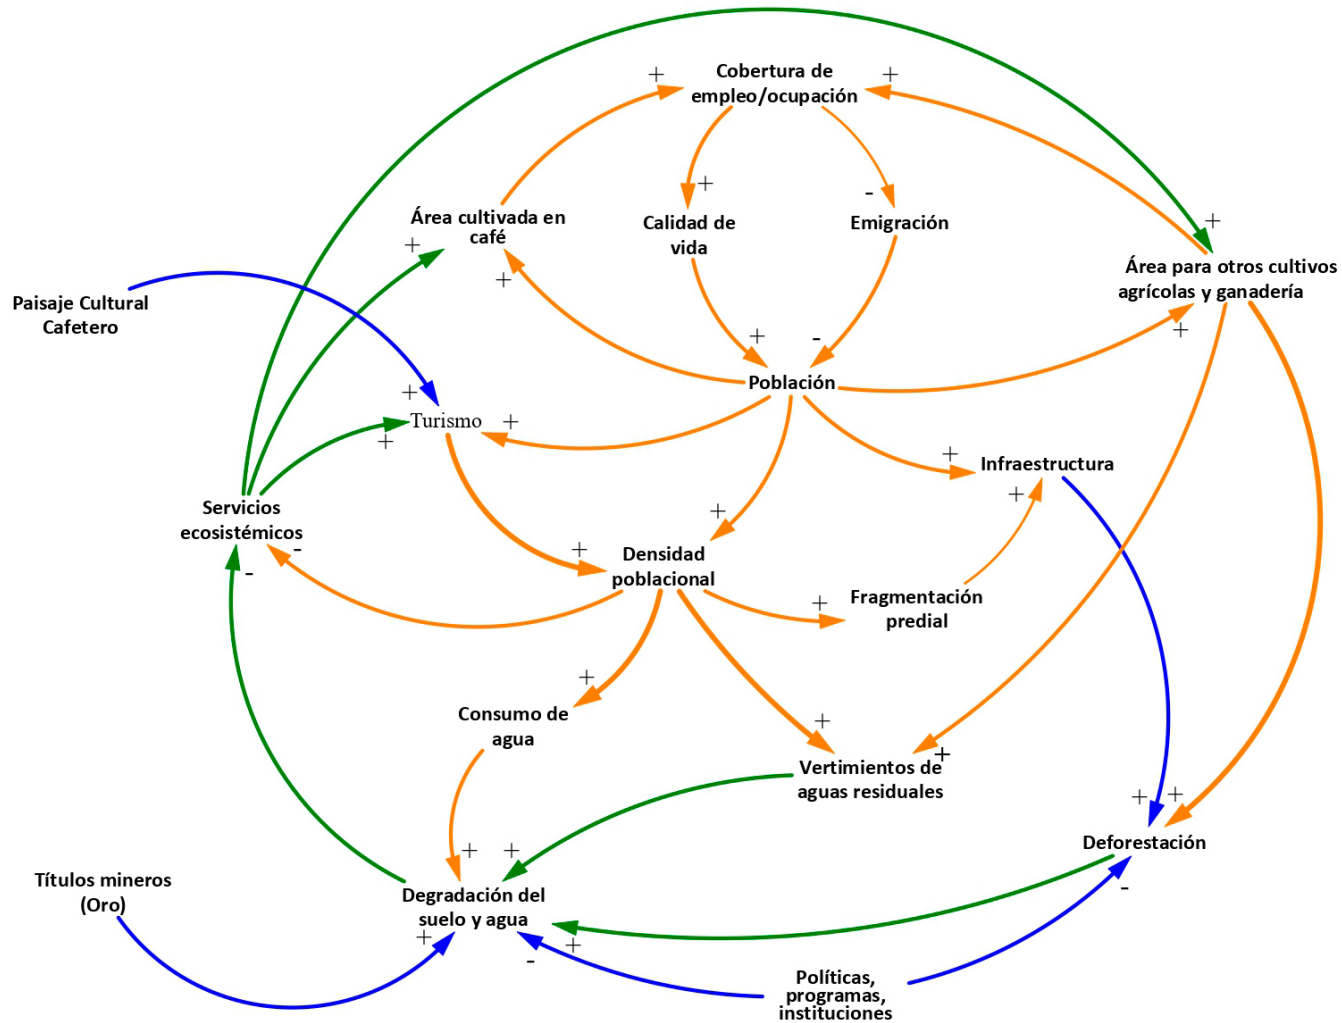 Cobertura de
empleo/ocupación
+
+
+
-
Área cultivada en
café
Calidad de
vida
Emigración
+
+
+
Área para otros cultivos
agrícolas y ganadería
Paisaje Cultural
Cafetero
+
-
+
Población
+
Turismo
+
+
+
Infraestructura
+
Servicios
ecosistémicos
+
-
-
+
Densidad
poblacional
Fragmentación
predial
+
+
Consumo de
agua
+
+
Vertimientos de
aguas residuales
+
+
Deforestación
-
+
+
Títulos mineros
(Oro)
Degradación del
suelo y agua
+
-
+
Políticas,
programas,
instituciones